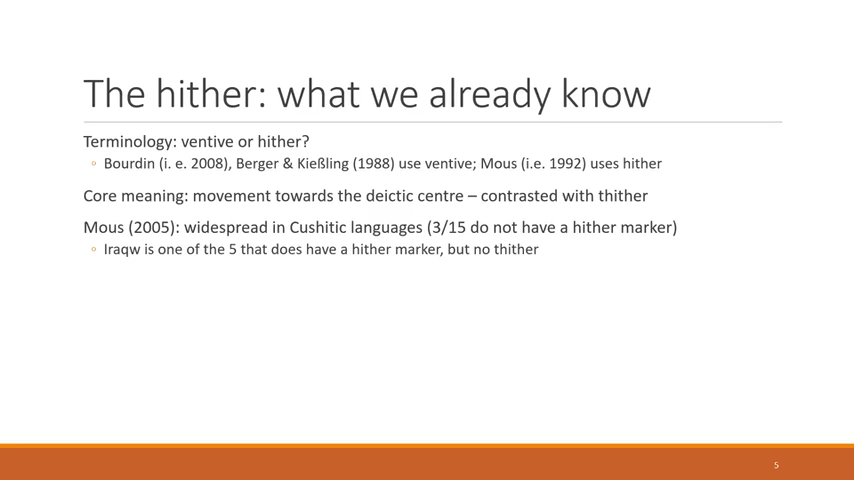 The hither: what we already know
Terminology: ventive or hither?
◦ Bourdin (i. e. 2008), Berger & Kießling (1988) use ventive; Mous (i.e. 1992) uses hither
Core meaning: movement towards the deictic centre – contrasted with thither
Mous (2005): widespread in Cushitic languages (3/15 do not have a hither marker)
◦ Iraqw is one of the 5 that does have a hither marker, but no thither
5